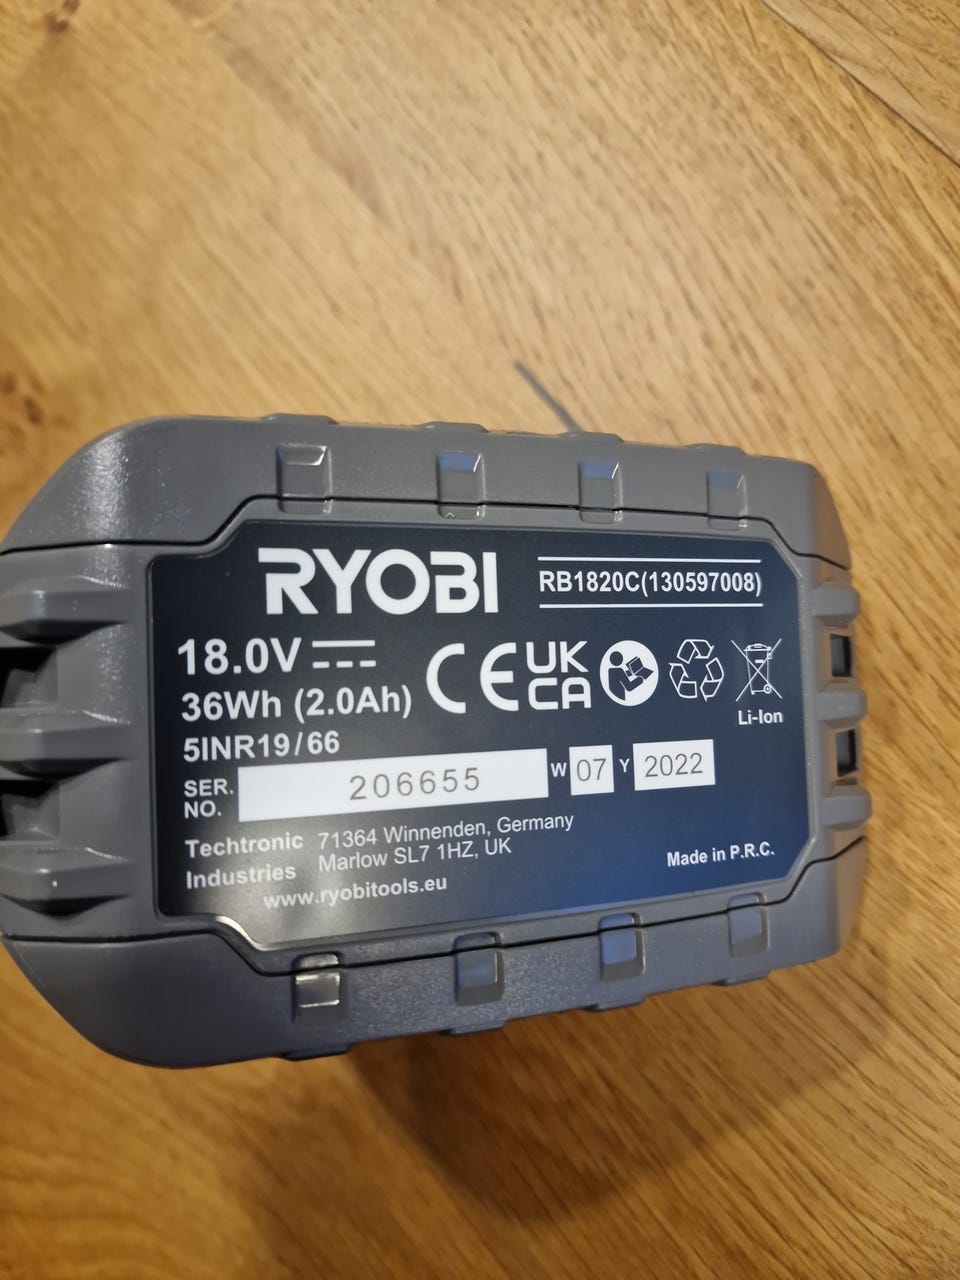 RYOBI
RB1820C(130597008)
18.0V
36Wh (2.0Ah)
5INR19/66
CE
UK
CA
Li-Ion
SER.
NO.
206655
W 07 Y 2022
Techtronic
Industries
71364 Winnenden, Germany
Marlow SL7 1HZ, UK
www.ryobitools.eu
Made in P.R.C.